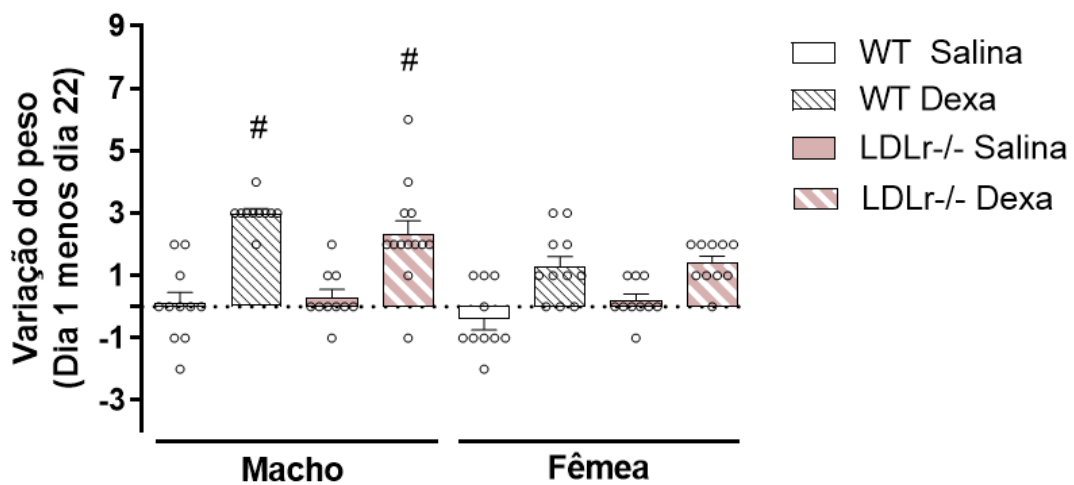 Variação do peso
(Dia 1 menos dia 22)
9
7
5
3
1
-1
-3
#
#
WT Salina
WT Dexa
LDLr-/- Salina
LDLr-/- Dexa
Macho
Fêmea